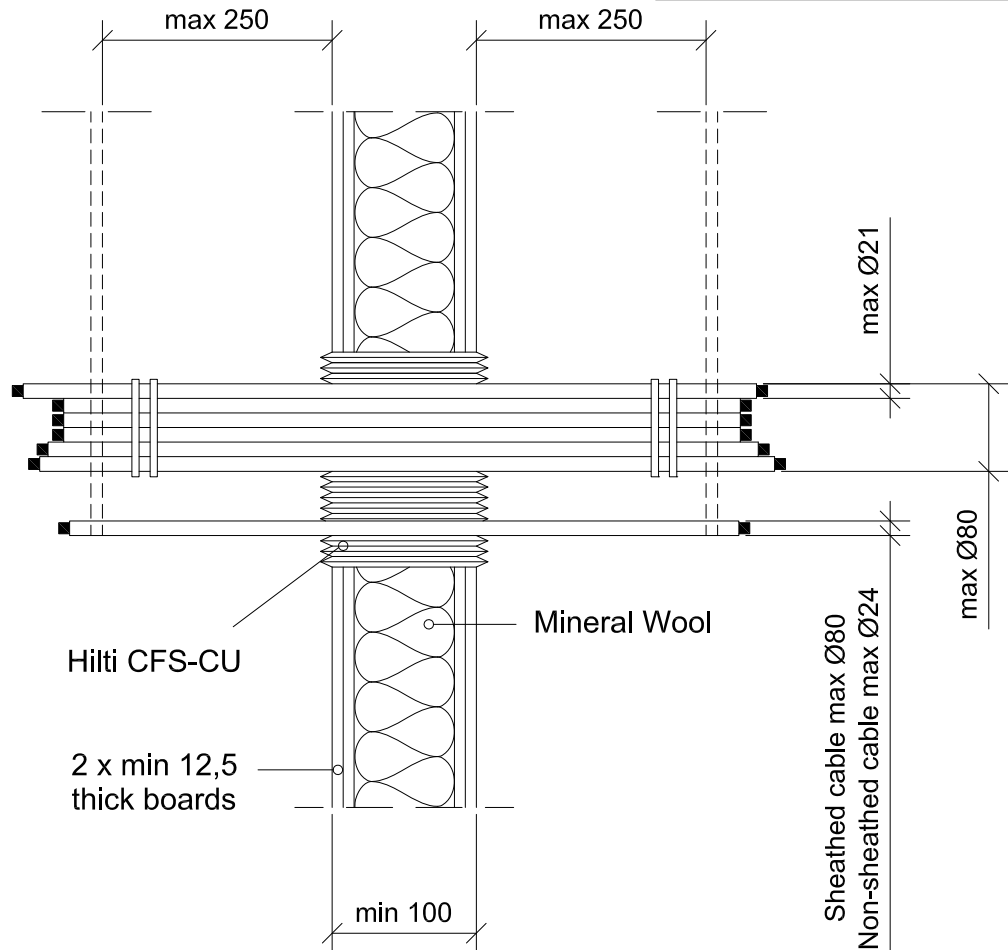 max 250
max 250
max Ø21
max Ø80
Sheathed cable max Ø80
Non-sheathed cable max Ø24
Mineral Wool
Hilti CFS-CU
2 x min 12,5
thick boards
min 100